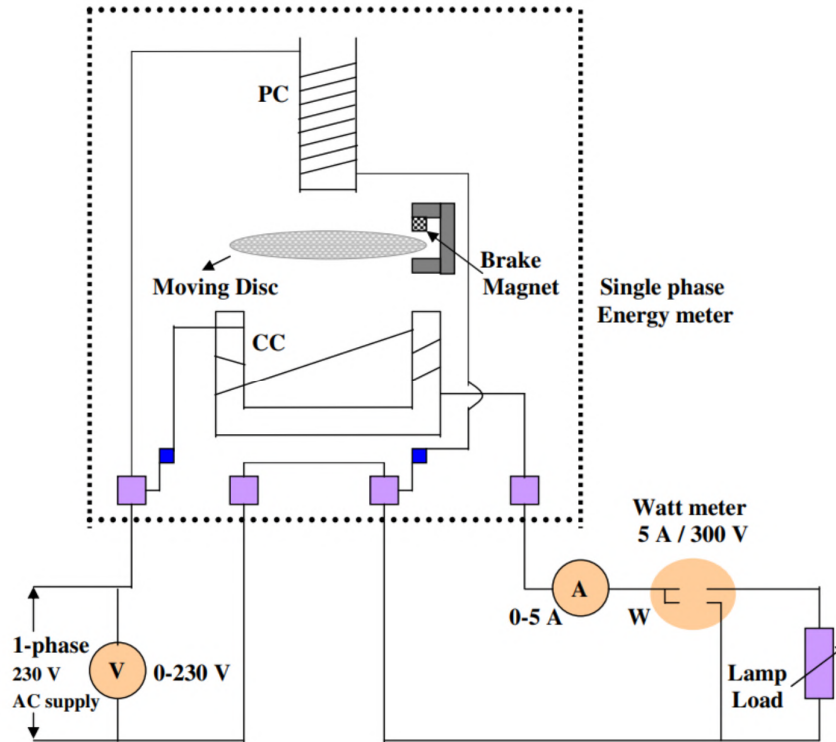 PC
Brake
Magnet
Moving Disc
Single phase
Energy meter
CC
Watt meter
5 A / 300 V
A
0-5 A
W
1-phase
230 V
AC supply
V
0-230 V
Lamp
Load